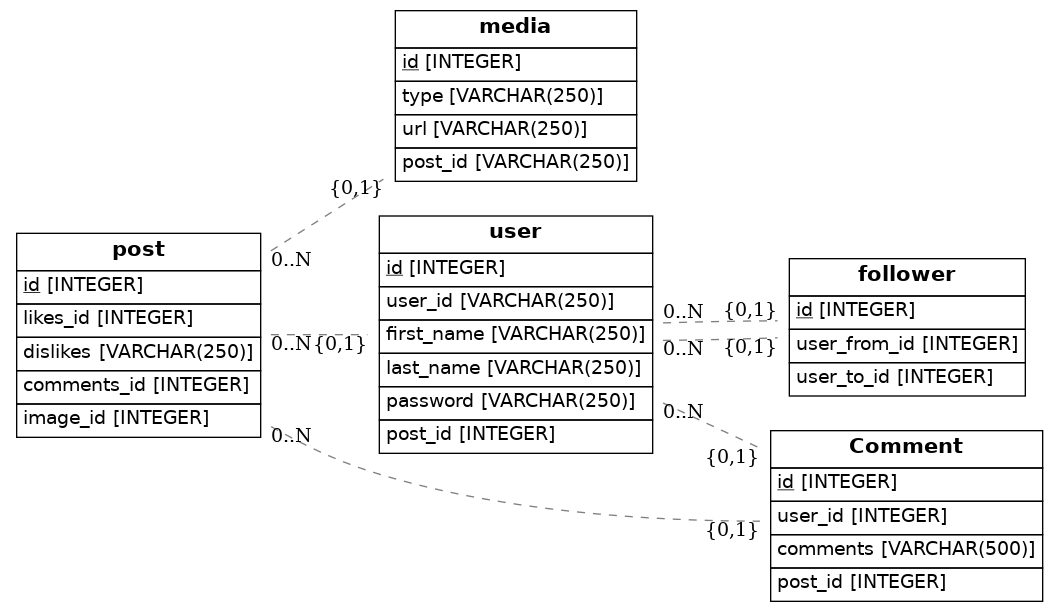 media
id [INTEGER]
type [VARCHAR(250)]
url [VARCHAR(250)]
post_id [VARCHAR(250)]
{0,1}
0..N
post
id [INTEGER]
likes_id [INTEGER]
dislikes [VARCHAR(250)]
comments_id [INTEGER]
image_id [INTEGER]
0..N
{0,1}
0..N
user
id [INTEGER]
user_id [VARCHAR(250)]
first_name [VARCHAR(250)]
last_name [VARCHAR(250)]
password [VARCHAR(250)]
post_id [INTEGER]
0..N
{0,1}
0..N
{0,1}
0..N
{0,1}
{0,1}
follower
id [INTEGER]
user_from_id [INTEGER]
user_to_id [INTEGER]
Comment
id [INTEGER]
user_id [INTEGER]
comments [VARCHAR(500)]
post_id [INTEGER]